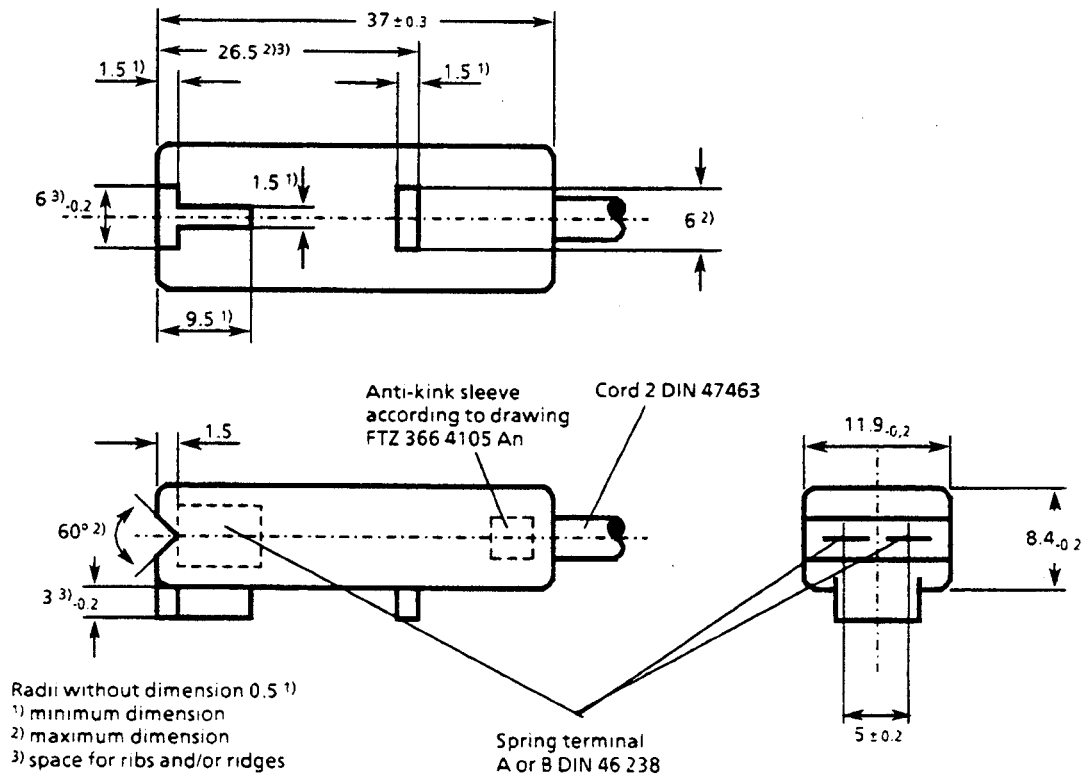 37 ± 0.3
26.5 2)3)
1.5 1)
1.5 1)
1.5 1)
6 3) -0.2
6 2)
9.5 1)
Anti-kink sleeve
according to drawing
FTZ 366 4105 An
Cord 2 DIN 47463
1.5
11.9 -0,2
60° 2)
8.4 -0.2
3 3) -0.2
Radii without dimension 0.5 1)
1) minimum dimension
2) maximum dimension
3) space for ribs and/or ridges
Spring terminal
A or B DIN 46 238
5 ± 0.2